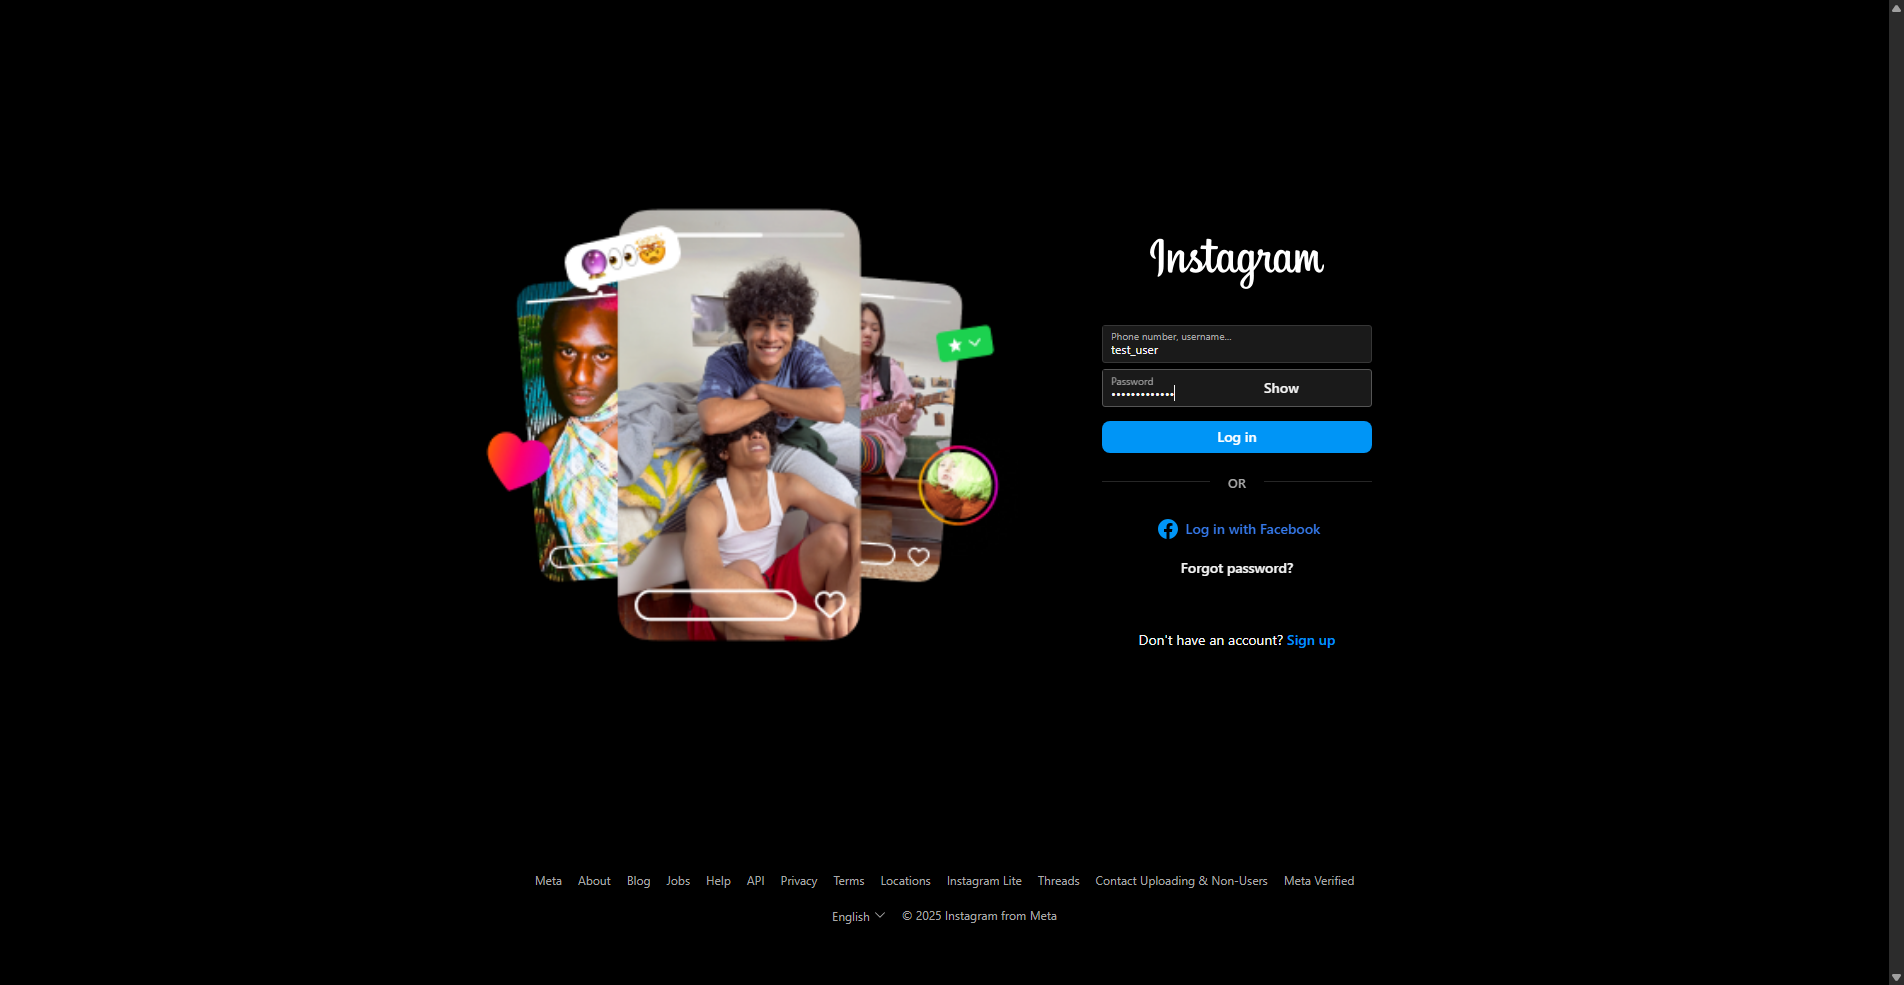 Instagram
Phone number, username...
test_user
Password
•••••••••••••
Show
Log in
OR
Log in with Facebook
Forgot password?
Don't have an account? Sign up
Meta About Blog Jobs Help API Privacy Terms Locations Instagram Lite Threads Contact Uploading & Non-Users Meta Verified
English © 2025 Instagram from Meta